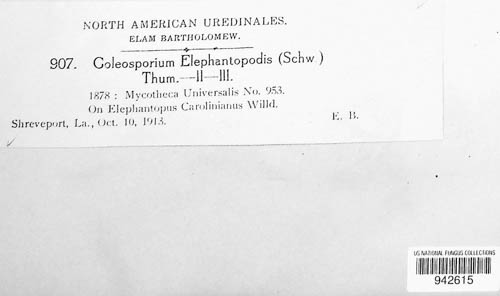 NORTH AMERICAN UREDINALES.
ELAM BARTHOLOMEW.
907. Coleosporium Elephantopodis (Schw.)
Thum.—II—III.
1878 : Mycotheca Universalis No. 953.
On Elephantopus Carolinianus Willd.
Shreveport, La., Oct. 10, 1913. E. B.
US NATIONAL FUNGUS COLLECTIONS
942615